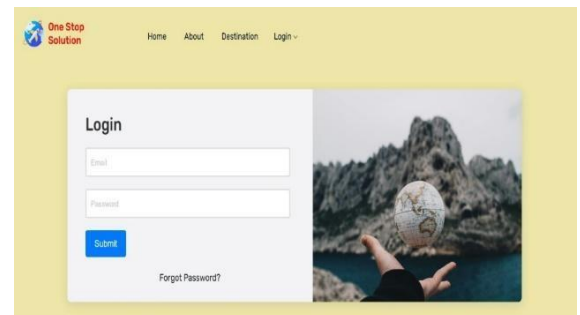 One Stop
Solution
Home About Destination Login
Login
Email
Password
Submit
Forgot Password?